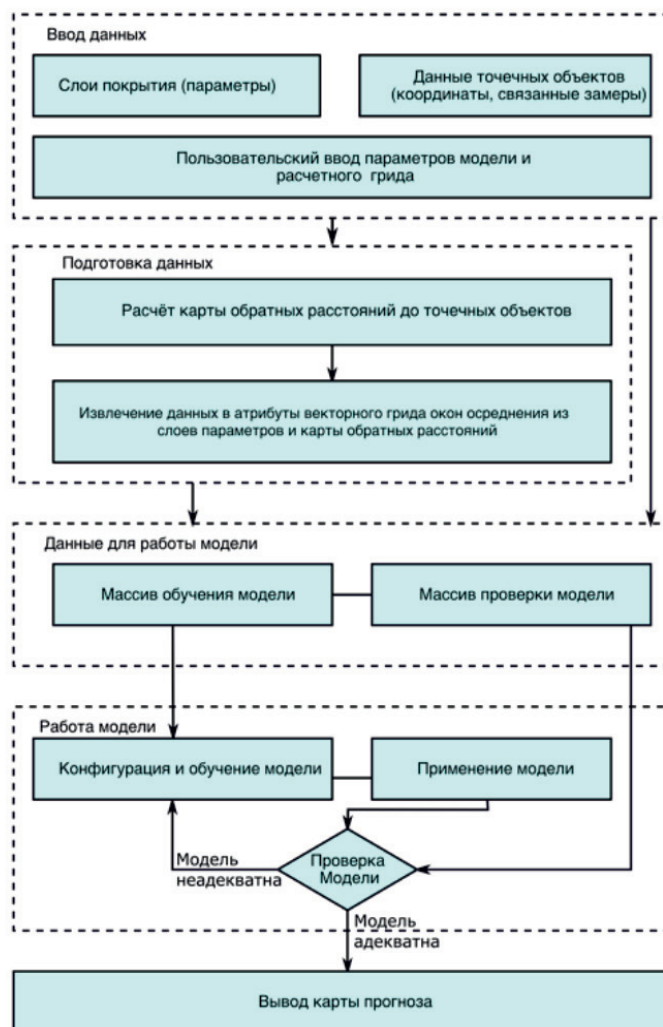 Ввод данных
Слои покрытия (параметры)
Данные точечных объектов
(координаты, связанные замеры)
Пользовательский ввод параметров модели и
расчетного грида
Подготовка данных
Расчёт карты обратных расстояний до точечных объектов
Извлечение данных в атрибуты векторного грида окон осреднения из
слоев параметров и карты обратных расстояний
Данные для работы модели
Массив обучения модели
Массив проверки модели
Работа модели
Конфигурация и обучение модели
Применение модели
Проверка
Модели
Модель
неадекватна
Модель
адекватна
Вывод карты прогноза